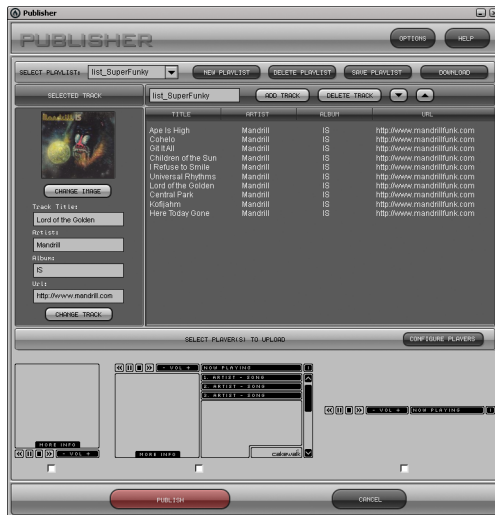 Publisher
PUBLISHER
OPTIONS
HELP
SELECT PLAYLIST:
list_SuperFunky
NEW PLAYLIST
DELETE PLAYLIST
SAVE PLAYLIST
DOWNLOAD
SELECTED TRACK
list_SuperFunky
ADD TRACK
DELETE TRACK
TITLE ARTIST ALBUM URL
Ape Is High Mandrill IS http://www.mandrillfunk.com
Cohelo Mandrill IS http://www.mandrillfunk.com
Git It All Mandrill IS http://www.mandrillfunk.com
Children of the Sun Mandrill IS http://www.mandrillfunk.com
I Refuse to Smile Mandrill IS http://www.mandrillfunk.com
Universal Rhythms Mandrill IS http://www.mandrillfunk.com
Lord of the Golden Mandrill IS http://www.mandrillfunk.com
Central Park Mandrill IS http://www.mandrillfunk.com
Kofijahm Mandrill IS http://www.mandrillfunk.com
Here Today Gone Mandrill IS http://www.mandrillfunk.com
Mandrill IS
CHANGE IMAGE
Track Title:
Lord of the Golden
Artist:
Mandrill
Album:
IS
Url:
http://www.mandrill.com
CHANGE TRACK
SELECT PLAYER(S) TO UPLOAD
CONFIGURE PLAYERS
MORE INFO
- VOL +
- VOL + NOW PLAYING i
1. ARTIST - SONG
2. ARTIST - SONG
3. ARTIST - SONG
MORE INFO
cakewalk
- VOL + NOW PLAYING i
PUBLISH
CANCEL